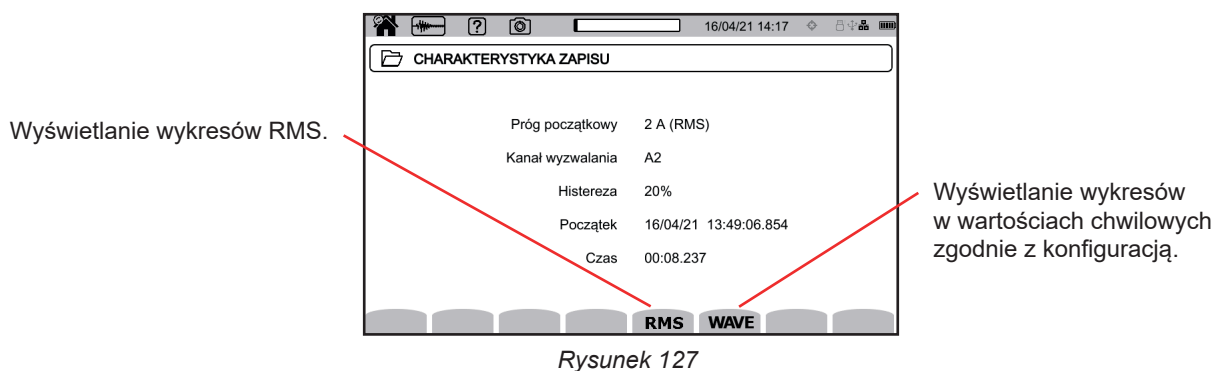 16/04/21 14:17
CHARAKTERYSTYKA ZAPISU
Wyświetlanie wykresów RMS.
Próg początkowy 2 A (RMS)
Kanał wyzwalania A2
Histereza 20%
Początek 16/04/21 13:49:06.854
Czas 00:08.237
Wyświetlanie wykresów
w wartościach chwilowych
zgodnie z konfiguracją.
RMS WAVE
Rysunek 127